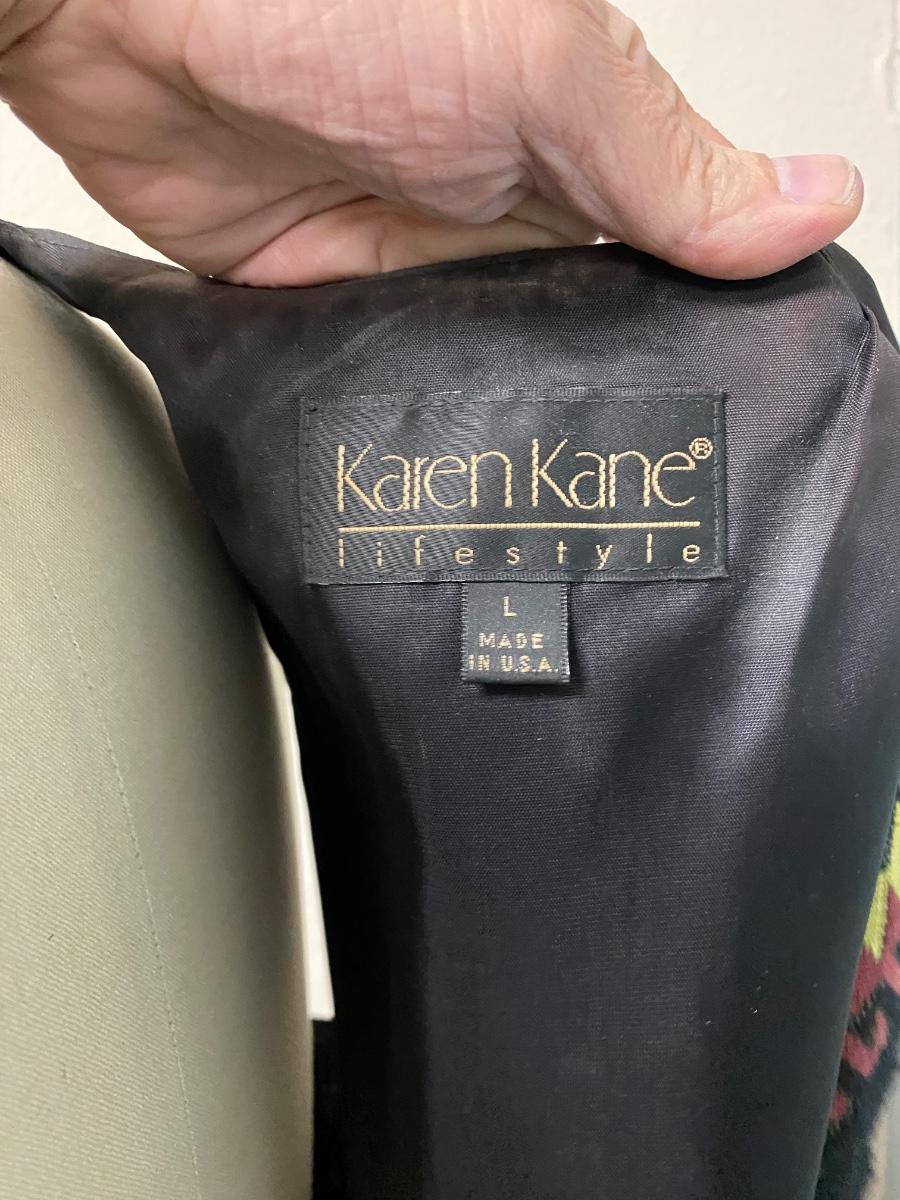 Karen Kane®
lifestyle
L
MADE
IN U.S.A.